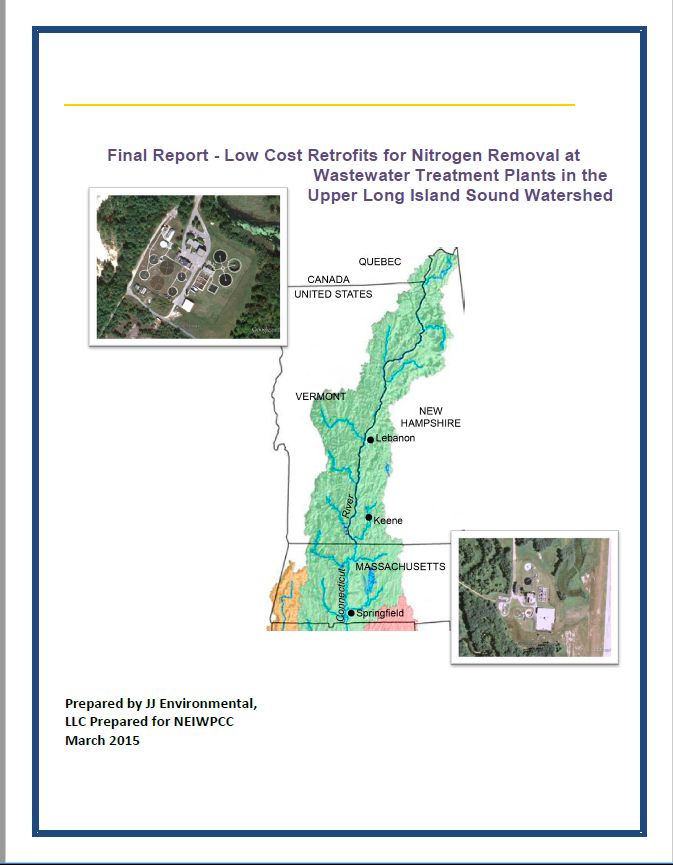 Final Report - Low Cost Retrofits for Nitrogen Removal at
Wastewater Treatment Plants in the
Upper Long Island Sound Watershed
QUEBEC
CANADA
UNITED STATES
VERMONT
NEW
HAMPSHIRE
Lebanon
River
Keene
MASSACHUSETTS
Connecticut
Springfield
Prepared by JJ Environmental,
LLC Prepared for NEIWPCC
March 2015